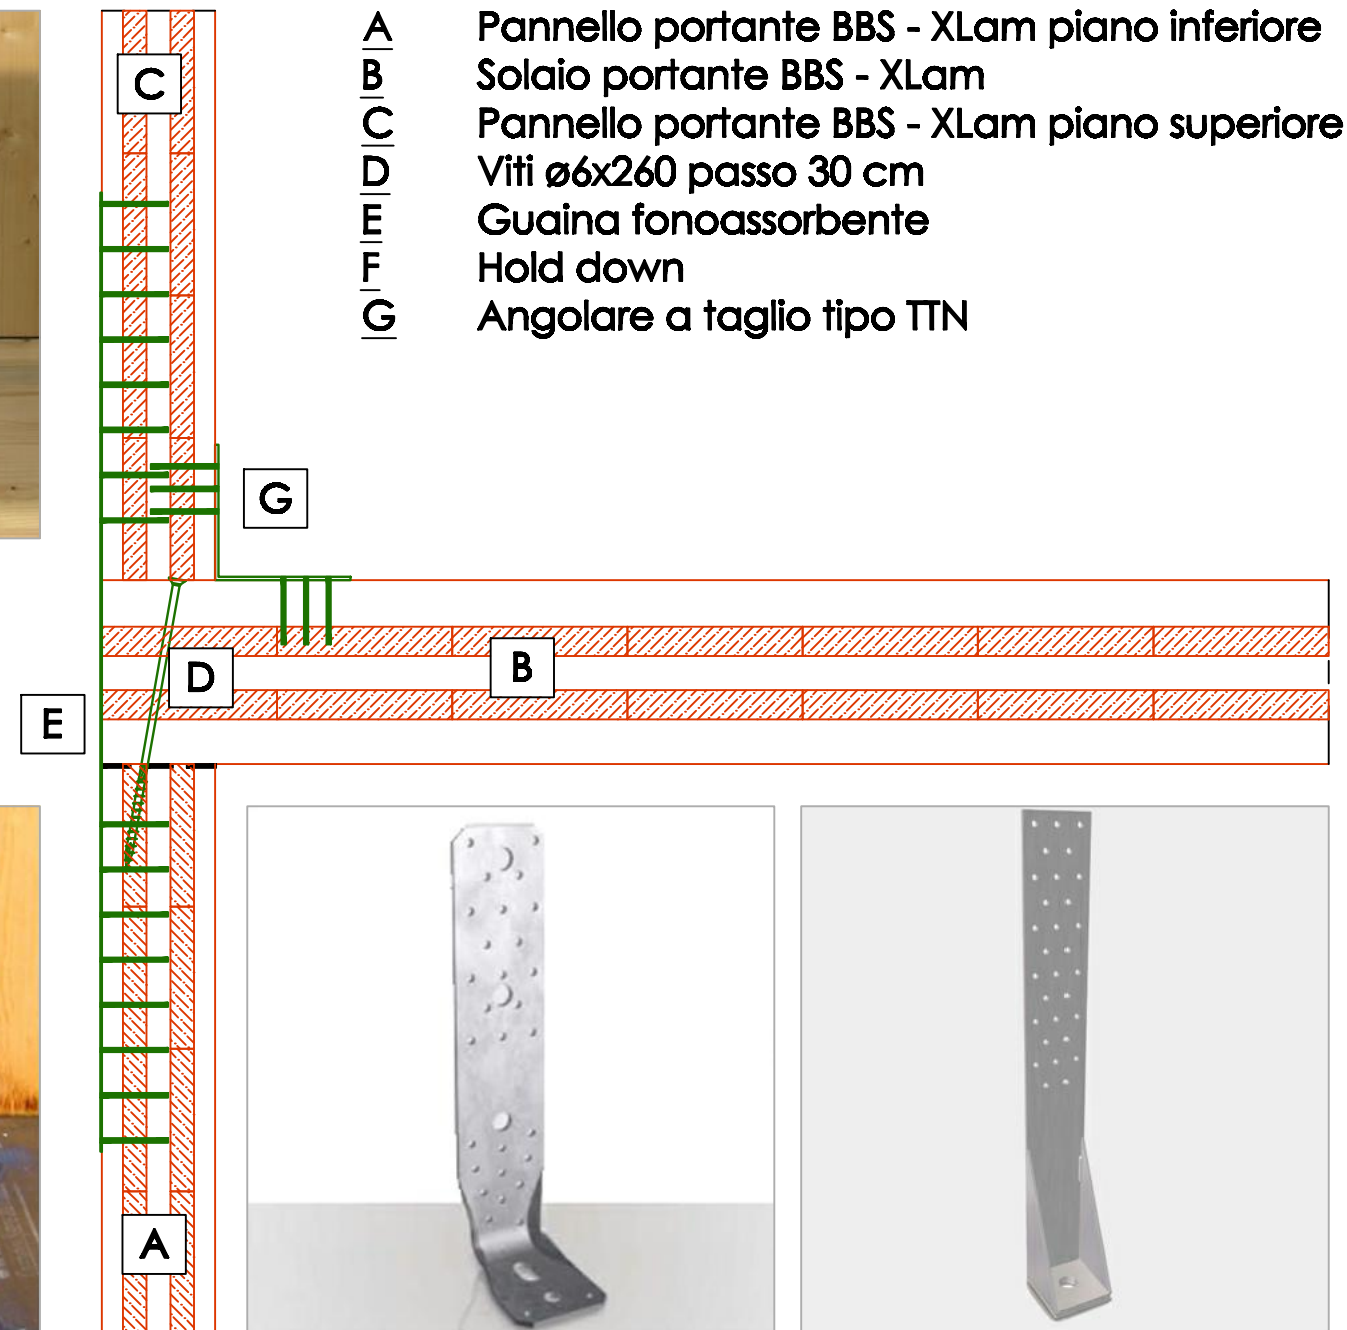 A Pannello portante BBS - XLam piano inferiore
B Solaio portante BBS - XLam
C Pannello portante BBS - XLam piano superiore
D Viti ø6x260 passo 30 cm
E Guaina fonoassorbente
F Hold down
G Angolare a taglio tipo TTN
C
G
D
B
E
A